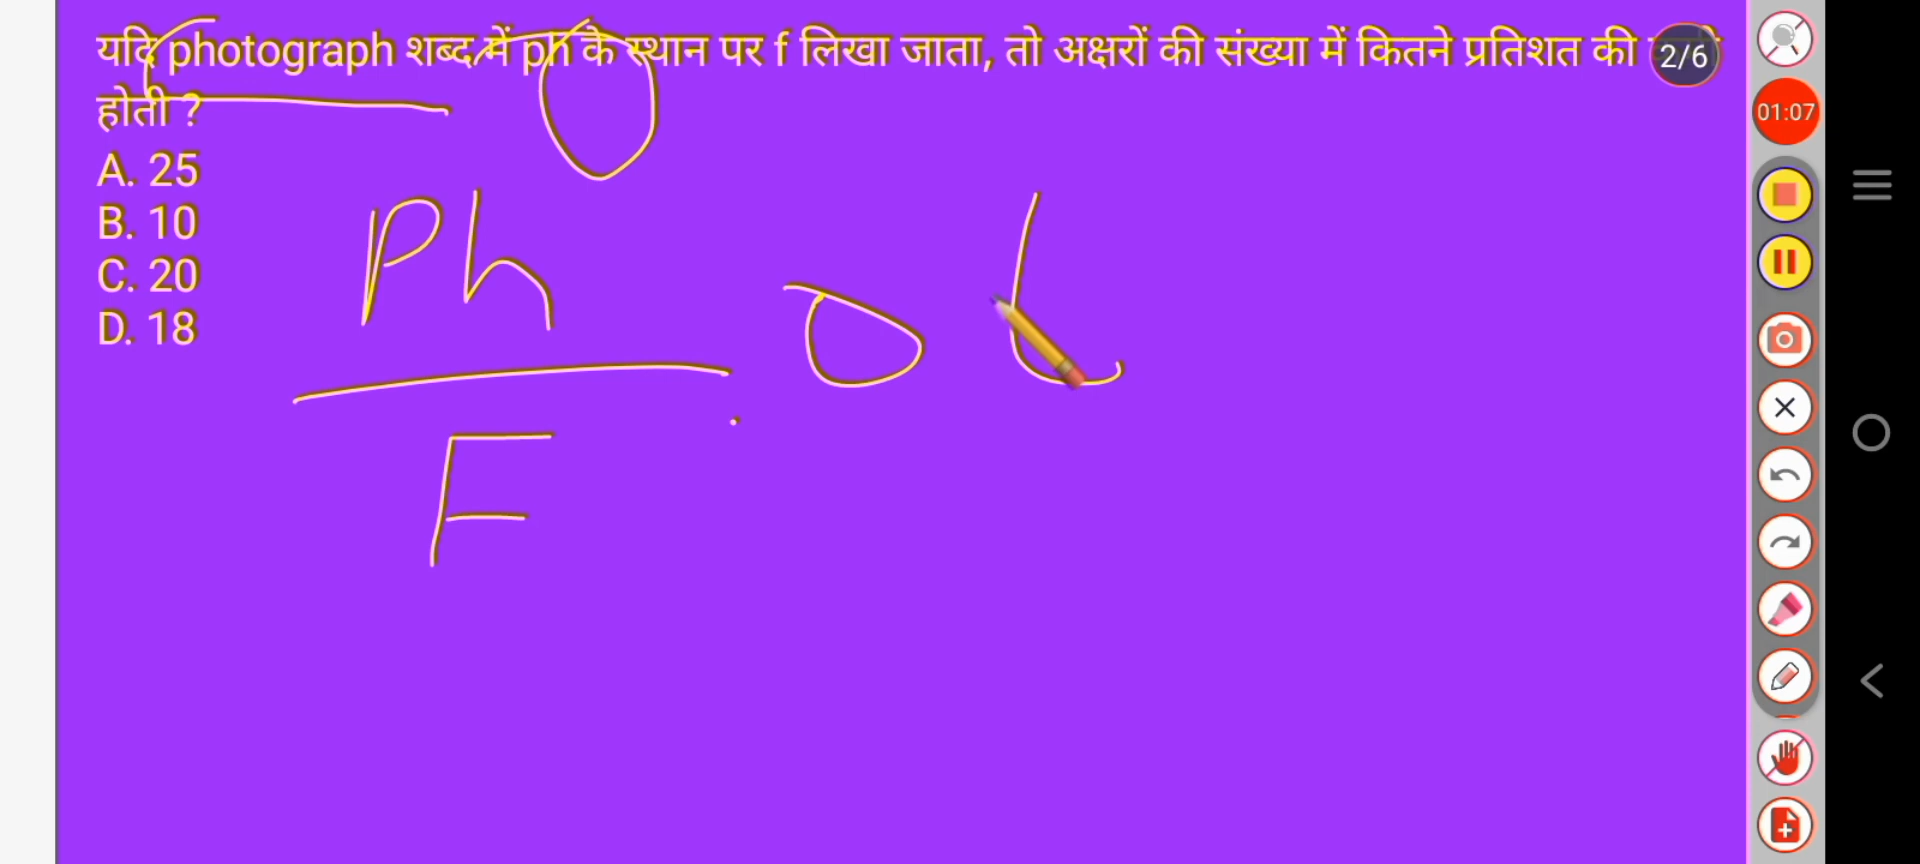 यदि photograph शब्द में ph के स्थान पर f लिखा जाता, तो अक्षरों की संख्या में कितने प्रतिशत की
2/6
होती ?
01:07
A. 25
B. 10
C. 20
D. 18
Ph
F